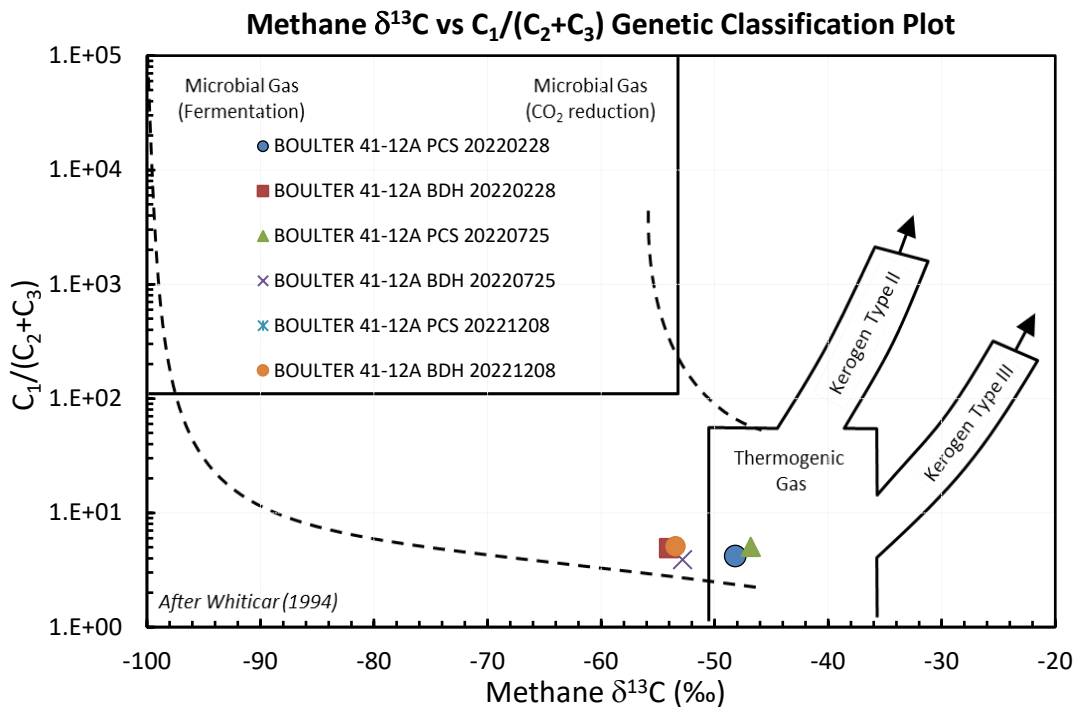 Methane δ¹³C vs C₁/(C₂+C₃) Genetic Classification Plot
C₁/(C₂+C₃)
1.E+05
1.E+04
1.E+03
1.E+02
1.E+01
1.E+00
Microbial Gas
(Fermentation)
Microbial Gas
(CO₂ reduction)
BOULTER 41-12A PCS 20220228
BOULTER 41-12A BDH 20220228
BOULTER 41-12A PCS 20220725
BOULTER 41-12A BDH 20220725
BOULTER 41-12A PCS 20221208
BOULTER 41-12A BDH 20221208
Kerogen Type II
Kerogen Type III
Thermogenic
Gas
After Whiticar (1994)
-100 -90 -80 -70 -60 -50 -40 -30 -20
Methane δ¹³C (‰)